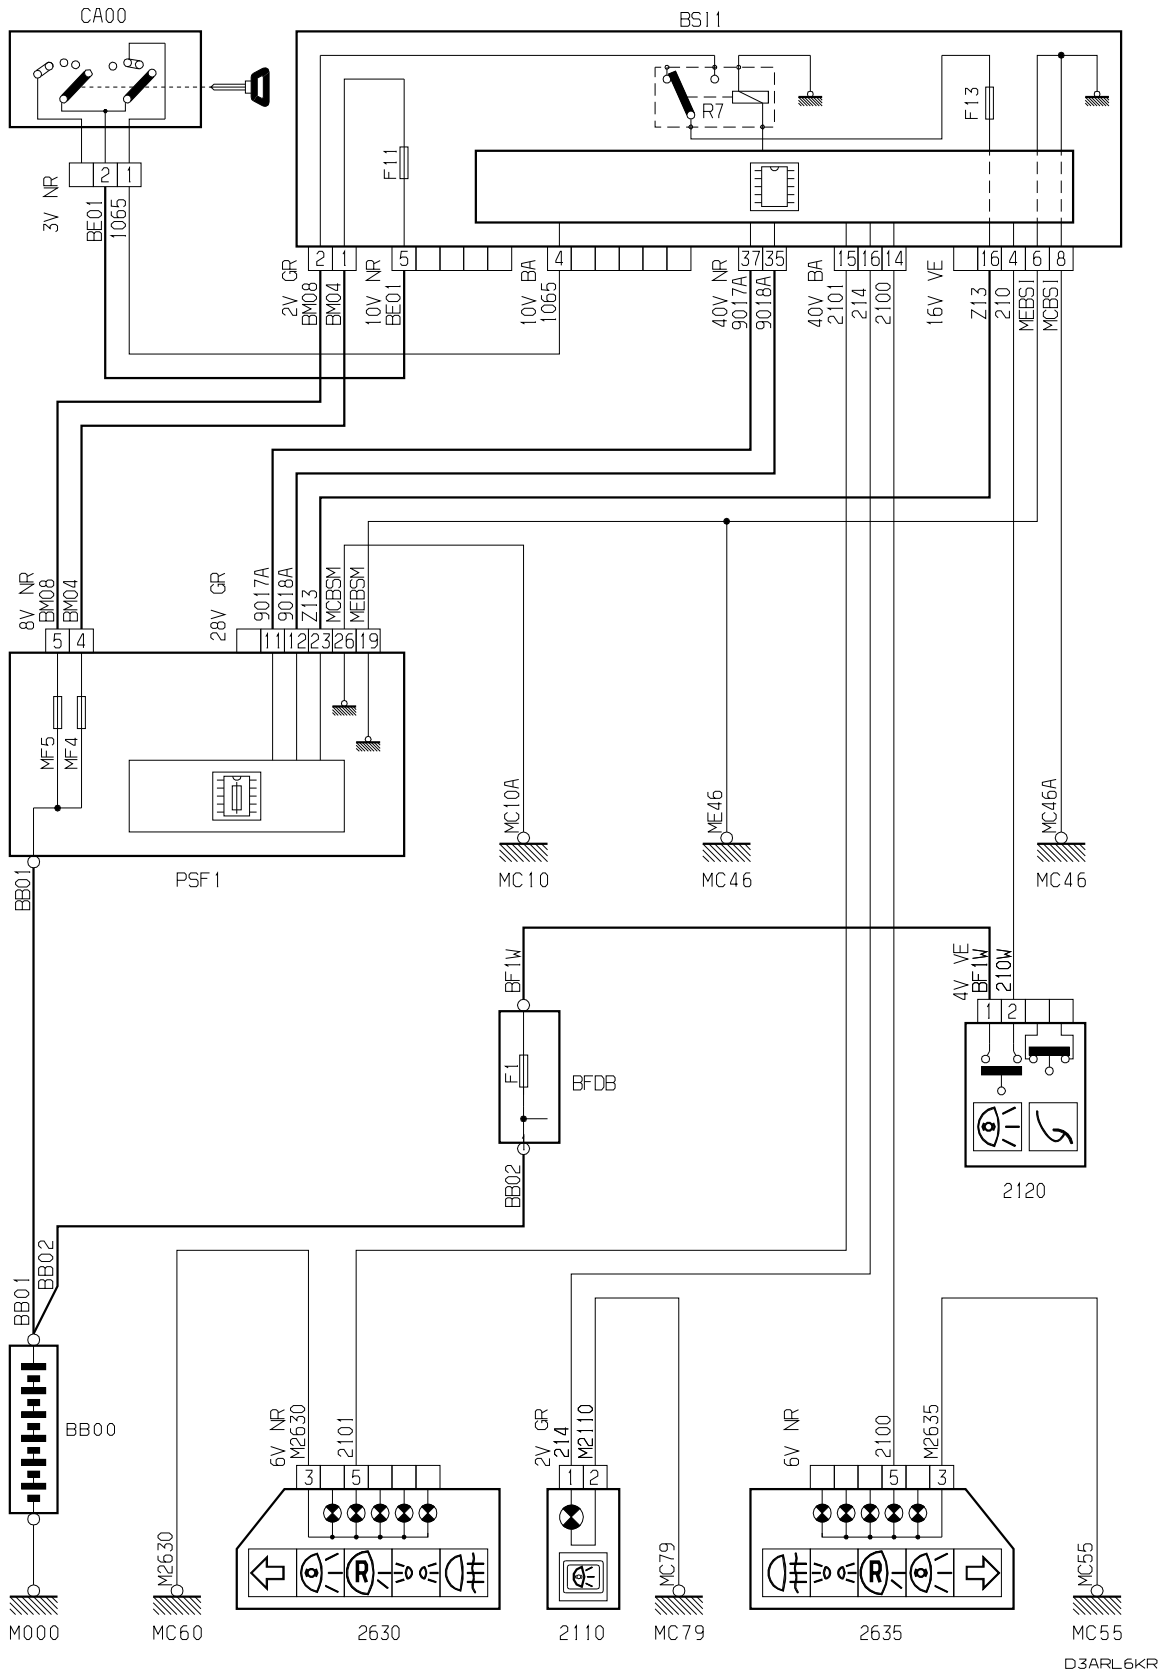 CA00
BSI1
R7
F13
F11
2 1
3V NR
BE01
1065
2 1 5 4 37 35 15 16 14 16 4 6 8
2V GR
BM08
BM04
10V NR
BE01
10V BA
1065
40V NR
9017A
9018A
40V BA
2101
214
2100
16V VE
Z13
210
MEBSI
MCBSI
8V NR
BM08
BM04
28V GR
9017A
9018A
Z13
MCBSM
MEBSM
5 4 11 12 23 26 19
MF5
MF4
PSF1
BB01
MC10A
MC10
ME46
MC46
MC46A
MC46
BF1W
F1
BFDB
BB02
4V VE
BF1W
210W
1 2
2120
BB01
BB02
BB00
M000
M2630
MC60
6V NR
M2630
2101
3 5
R
2630
2V GR
214
M2110
1 2
2110
MC79
MC79
6V NR
2100
M2635
5 3
R
2635
MC55
MC55
D3ARL6KR